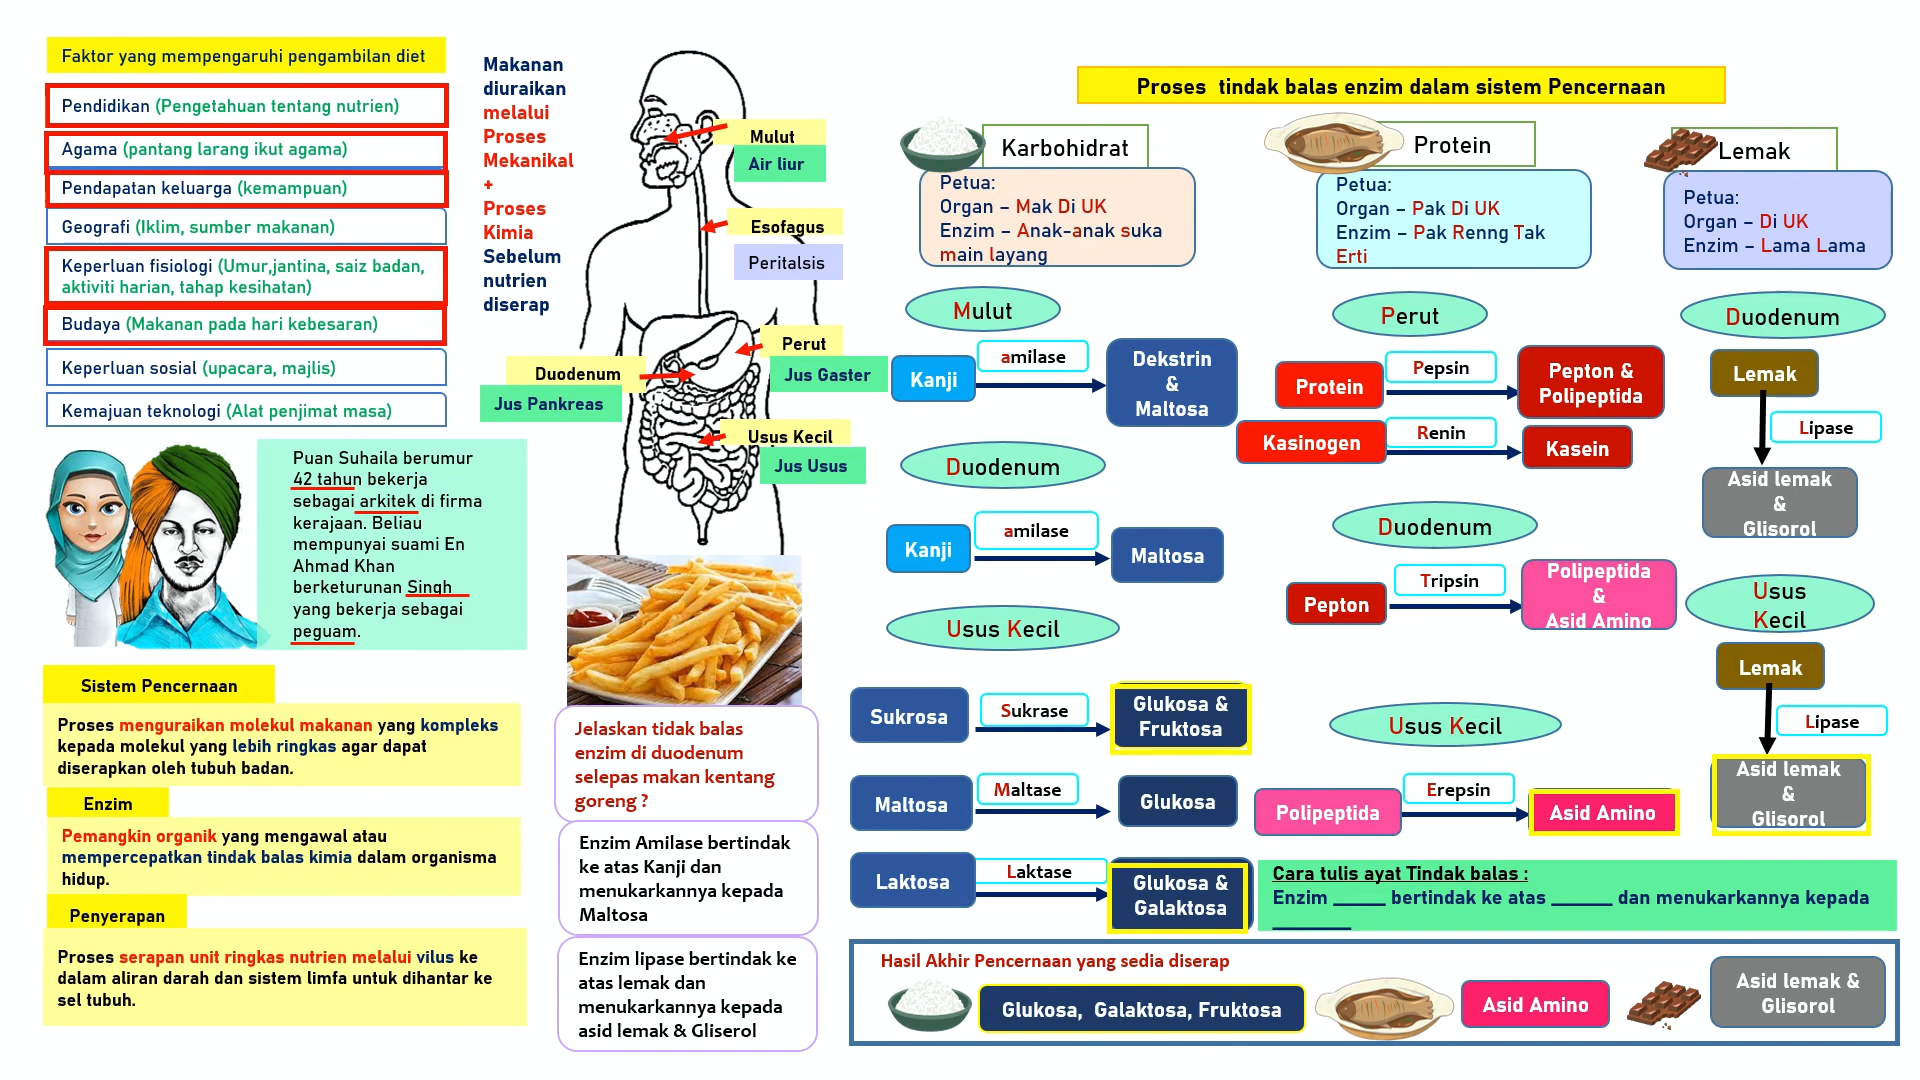 Faktor yang mempengaruhi pengambilan diet
Pendidikan (Pengetahuan tentang nutrien)
Agama (pantang larang ikut agama)
Pendapatan keluarga (kemampuan)
Geografi (Iklim, sumber makanan)
Keperluan fisiologi (Umur,jantina, saiz badan,
aktiviti harian, tahap kesihatan)
Budaya (Makanan pada hari kebesaran)
Keperluan sosial (upacara, majlis)
Kemajuan teknologi (Alat penjimat masa)
Puan Suhaila berumur
42 tahun bekerja
sebagai arkitek di firma
kerajaan. Beliau
mempunyai suami En
Ahmad Khan
berketurunan Singh
yang bekerja sebagai
peguam.
Sistem Pencernaan
Proses menguraikan molekul makanan yang kompleks
kepada molekul yang lebih ringkas agar dapat
diserapkan oleh tubuh badan.
Enzim
Pemangkin organik yang mengawal atau
mempercepatkan tindak balas kimia dalam organisma
hidup.
Penyerapan
Proses serapan unit ringkas nutrien melalui vilus ke
dalam aliran darah dan sistem limfa untuk dihantar ke
sel tubuh.
Makanan
diuraikan
melalui
Proses
Mekanikal
+
Proses
Kimia
Sebelum
nutrien
diserap
Mulut
Air liur
Esofagus
Peritalsis
Perut
Jus Gaster
Duodenum
Jus Pankreas
Usus Kecil
Jus Usus
Jelaskan tidak balas
enzim di duodenum
selepas makan kentang
goreng ?
Enzim Amilase bertindak
ke atas Kanji dan
menukarkannya kepada
Maltosa
Enzim lipase bertindak ke
atas lemak dan
menukarkannya kepada
asid lemak & Gliserol
Proses tindak balas enzim dalam sistem Pencernaan
Karbohidrat
Petua:
Organ – Mak Di UK
Enzim – Anak-anak suka
main layang
Mulut
Kanji
amilase
Dekstrin
&
Maltosa
Duodenum
Kanji
amilase
Maltosa
Usus Kecil
Sukrosa
Sukrase
Glukosa &
Fruktosa
Maltosa
Maltase
Glukosa
Laktosa
Laktase
Glukosa &
Galaktosa
Protein
Petua:
Organ – Pak Di UK
Enzim – Pak Renng Tak
Erti
Perut
Protein
Pepsin
Pepton &
Polipeptida
Kasinogen
Renin
Kasein
Duodenum
Pepton
Tripsin
Polipeptida
&
Asid Amino
Usus Kecil
Polipeptida
Erepsin
Asid Amino
Lemak
Petua:
Organ – Di UK
Enzim – Lama Lama
Duodenum
Lemak
Lipase
Asid lemak
&
Glisorol
Usus
Kecil
Lemak
Lipase
Asid lemak
&
Glisorol
Cara tulis ayat Tindak balas :
Enzim _____ bertindak ke atas ______ dan menukarkannya kepada
________
Hasil Akhir Pencernaan yang sedia diserap
Glukosa, Galaktosa, Fruktosa
Asid Amino
Asid lemak &
Glisorol